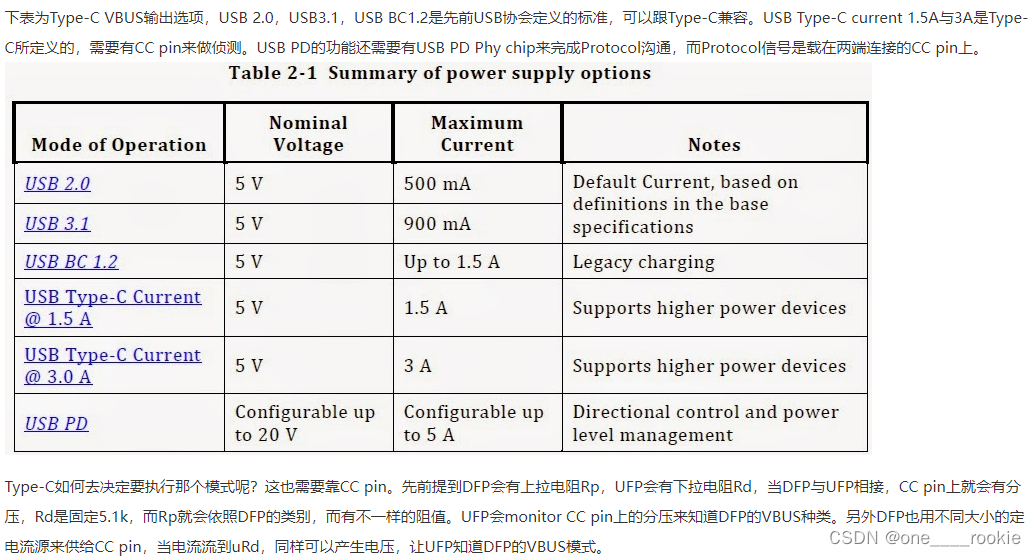 下表为Type-C VBUS输出选项，USB 2.0，USB3.1，USB BC1.2是先前USB协会定义的标准，可以跟Type-C兼容。USB Type-C current 1.5A与3A是Type-
C所定义的，需要有CC pin来做侦测。USB PD的功能还需要有USB PD Phy chip来完成Protocol沟通，而Protocol信号是载在两端连接的CC pin上。
Table 2-1 Summary of power supply options
Mode of Operation
Nominal
Voltage
Maximum
Current
Notes
USB 2.0
5 V
500 mA
Default Current, based on
definitions in the base
specifications
USB 3.1
5 V
900 mA
USB BC 1.2
5 V
Up to 1.5 A
Legacy charging
USB Type-C Current
@ 1.5 A
5 V
1.5 A
Supports higher power devices
USB Type-C Current
@ 3.0 A
5 V
3 A
Supports higher power devices
USB PD
Configurable up
to 20 V
Configurable up
to 5 A
Directional control and power
level management
Type-C如何去决定要执行那个模式呢？这也需要靠CC pin。先前提到DFP会有上拉电阻Rp，UFP会有下拉电阻Rd，当DFP与UFP相接，CC pin上就会有分
压，Rd是固定5.1k，而Rp就会依照DFP的类别，而有不一样的阻值。UFP会monitor CC pin上的分压来知道DFP的VBUS种类。另外DFP也用不同大小的定
电流源来供给CC pin，当电流流到uRd，同样可以产生电压，让UFP知道DFP的VBUS模式。
CSDN @one____rookie